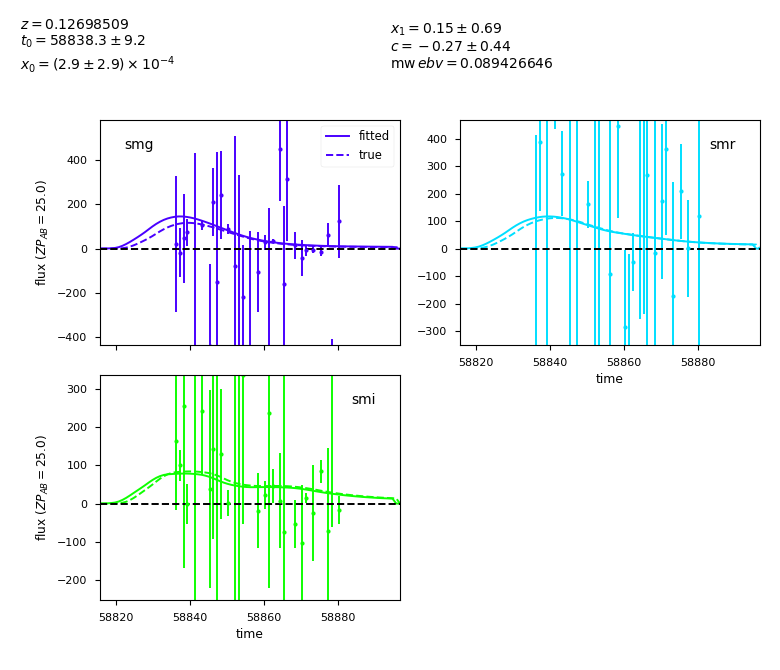 z = 0.12698509
t₀ = 58838.3 ± 9.2
x₀ = (2.9 ± 2.9) × 10⁻⁴
x₁ = 0.15 ± 0.69
c = −0.27 ± 0.44
mw ebv = 0.089426646
smg
fitted
true
flux (ZP_AB = 25.0)
400
200
0
−200
−400
smr
400
300
200
100
0
−100
−200
−300
58820 58840 58860 58880
time
smi
flux (ZP_AB = 25.0)
300
200
100
0
−100
−200
58820 58840 58860 58880
time